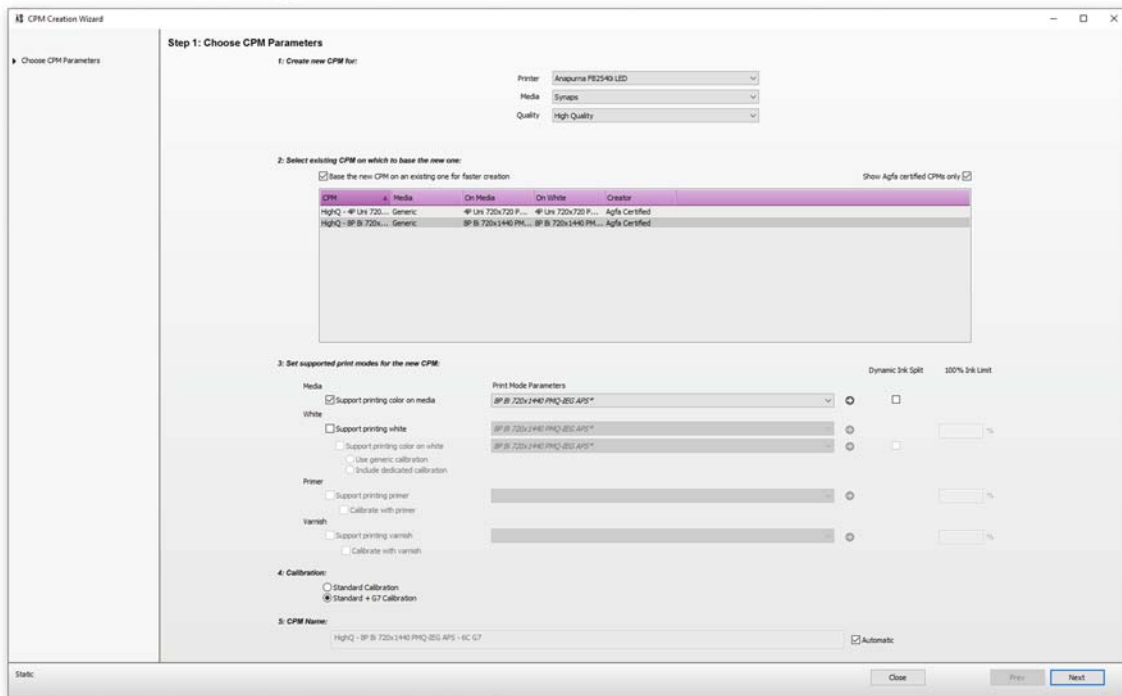 CPM Creation Wizard
Choose CPM Parameters
Step 1: Choose CPM Parameters
1: Create new CPM for:
Printer Anapurna FB2540i LED
Media Synaps
Quality High Quality
2: Select existing CPM on which to base the new one:
Base the new CPM on an existing one for faster creation Show Agfa certified CPMs only
CPM Media On Media On White Creator
HighQ - 4P Uni 720... Generic 4P Uni 720x720 P... 4P Uni 720x720 P... Agfa Certified
HighQ - 8P Bi 720x... Generic 8P Bi 720x1440 PM... 8P Bi 720x1440 PM... Agfa Certified
3: Set supported print modes for the new CPM:
Dynamic Ink Split 100% Ink Limit
Media Print Mode Parameters
Support printing color on media 8P Bi 720x1440 PMQ-IEG APS*
White
Support printing white 8P Bi 720x1440 PMQ-IEG APS* %
Support printing color on white 8P Bi 720x1440 PMQ-IEG APS*
Use generic calibration
Include dedicated calibration
Primer
Support printing primer %
Calibrate with primer
Varnish
Support printing varnish %
Calibrate with varnish
4: Calibration:
Standard Calibration
Standard + G7 Calibration
5: CPM Name:
HighQ - 8P Bi 720x1440 PMQ-IEG APS - 6C G7 Automatic
Static Close Prev Next